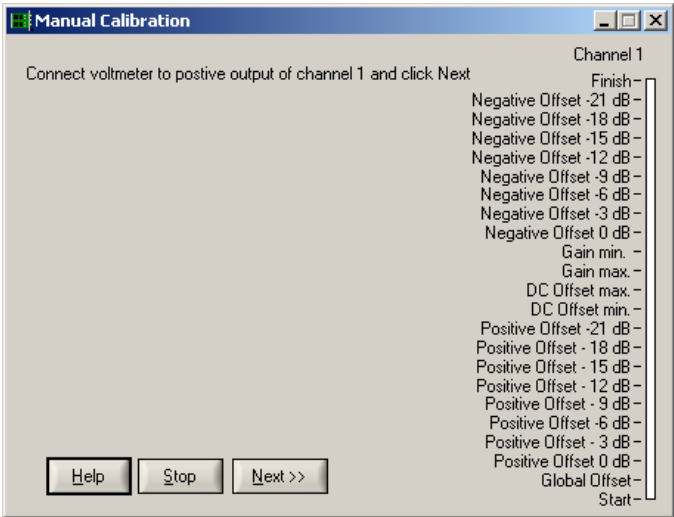 Manual Calibration
Channel 1
Connect voltmeter to postive output of channel 1 and click Next
Finish
Negative Offset -21 dB
Negative Offset -18 dB
Negative Offset -15 dB
Negative Offset -12 dB
Negative Offset -9 dB
Negative Offset -6 dB
Negative Offset -3 dB
Negative Offset 0 dB
Gain min.
Gain max.
DC Offset max.
DC Offset min.
Positive Offset -21 dB
Positive Offset - 18 dB
Positive Offset - 15 dB
Positive Offset - 12 dB
Positive Offset - 9 dB
Positive Offset -6 dB
Positive Offset - 3 dB
Positive Offset 0 dB
Global Offset
Start
Help
Stop
Next >>